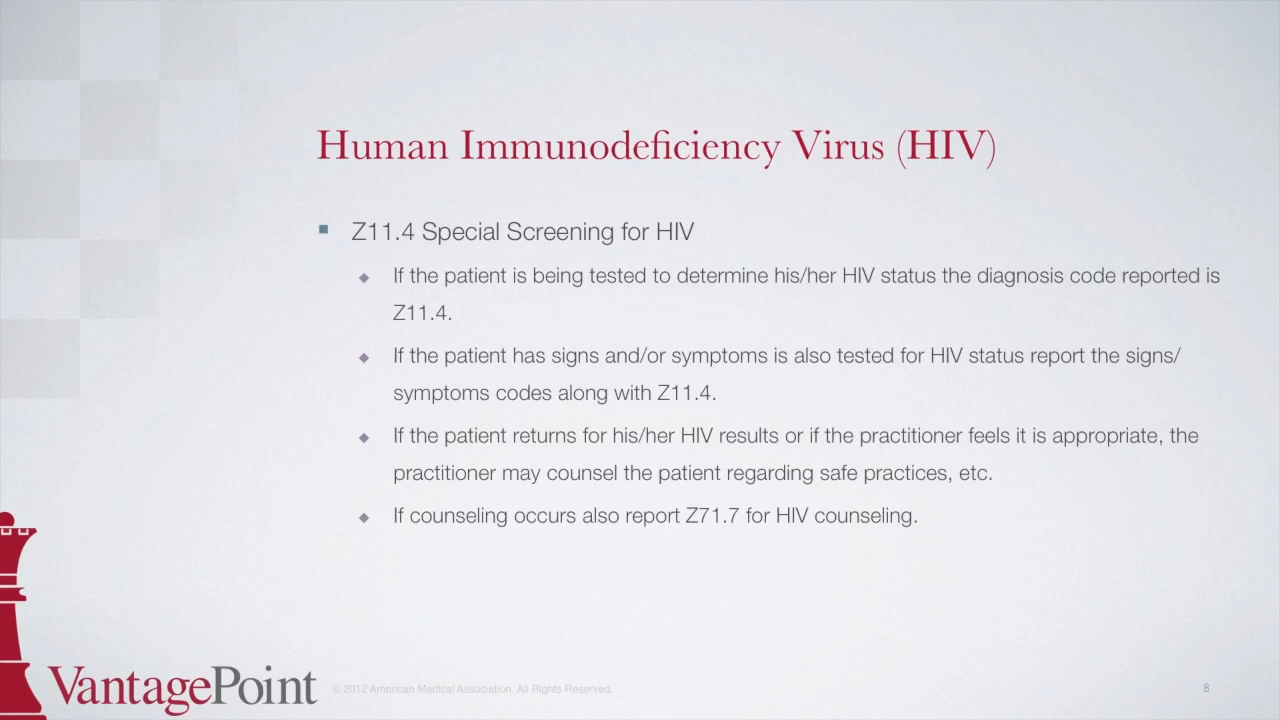 Human Immunodeficiency Virus (HIV)
Z11.4 Special Screening for HIV
If the patient is being tested to determine his/her HIV status the diagnosis code reported is
Z11.4.
If the patient has signs and/or symptoms is also tested for HIV status report the signs/
symptoms codes along with Z11.4.
If the patient returns for his/her HIV results or if the practitioner feels it is appropriate, the
practitioner may counsel the patient regarding safe practices, etc.
If counseling occurs also report Z71.7 for HIV counseling.
VantagePoint
© 2012 American Medical Association. All Rights Reserved.
8